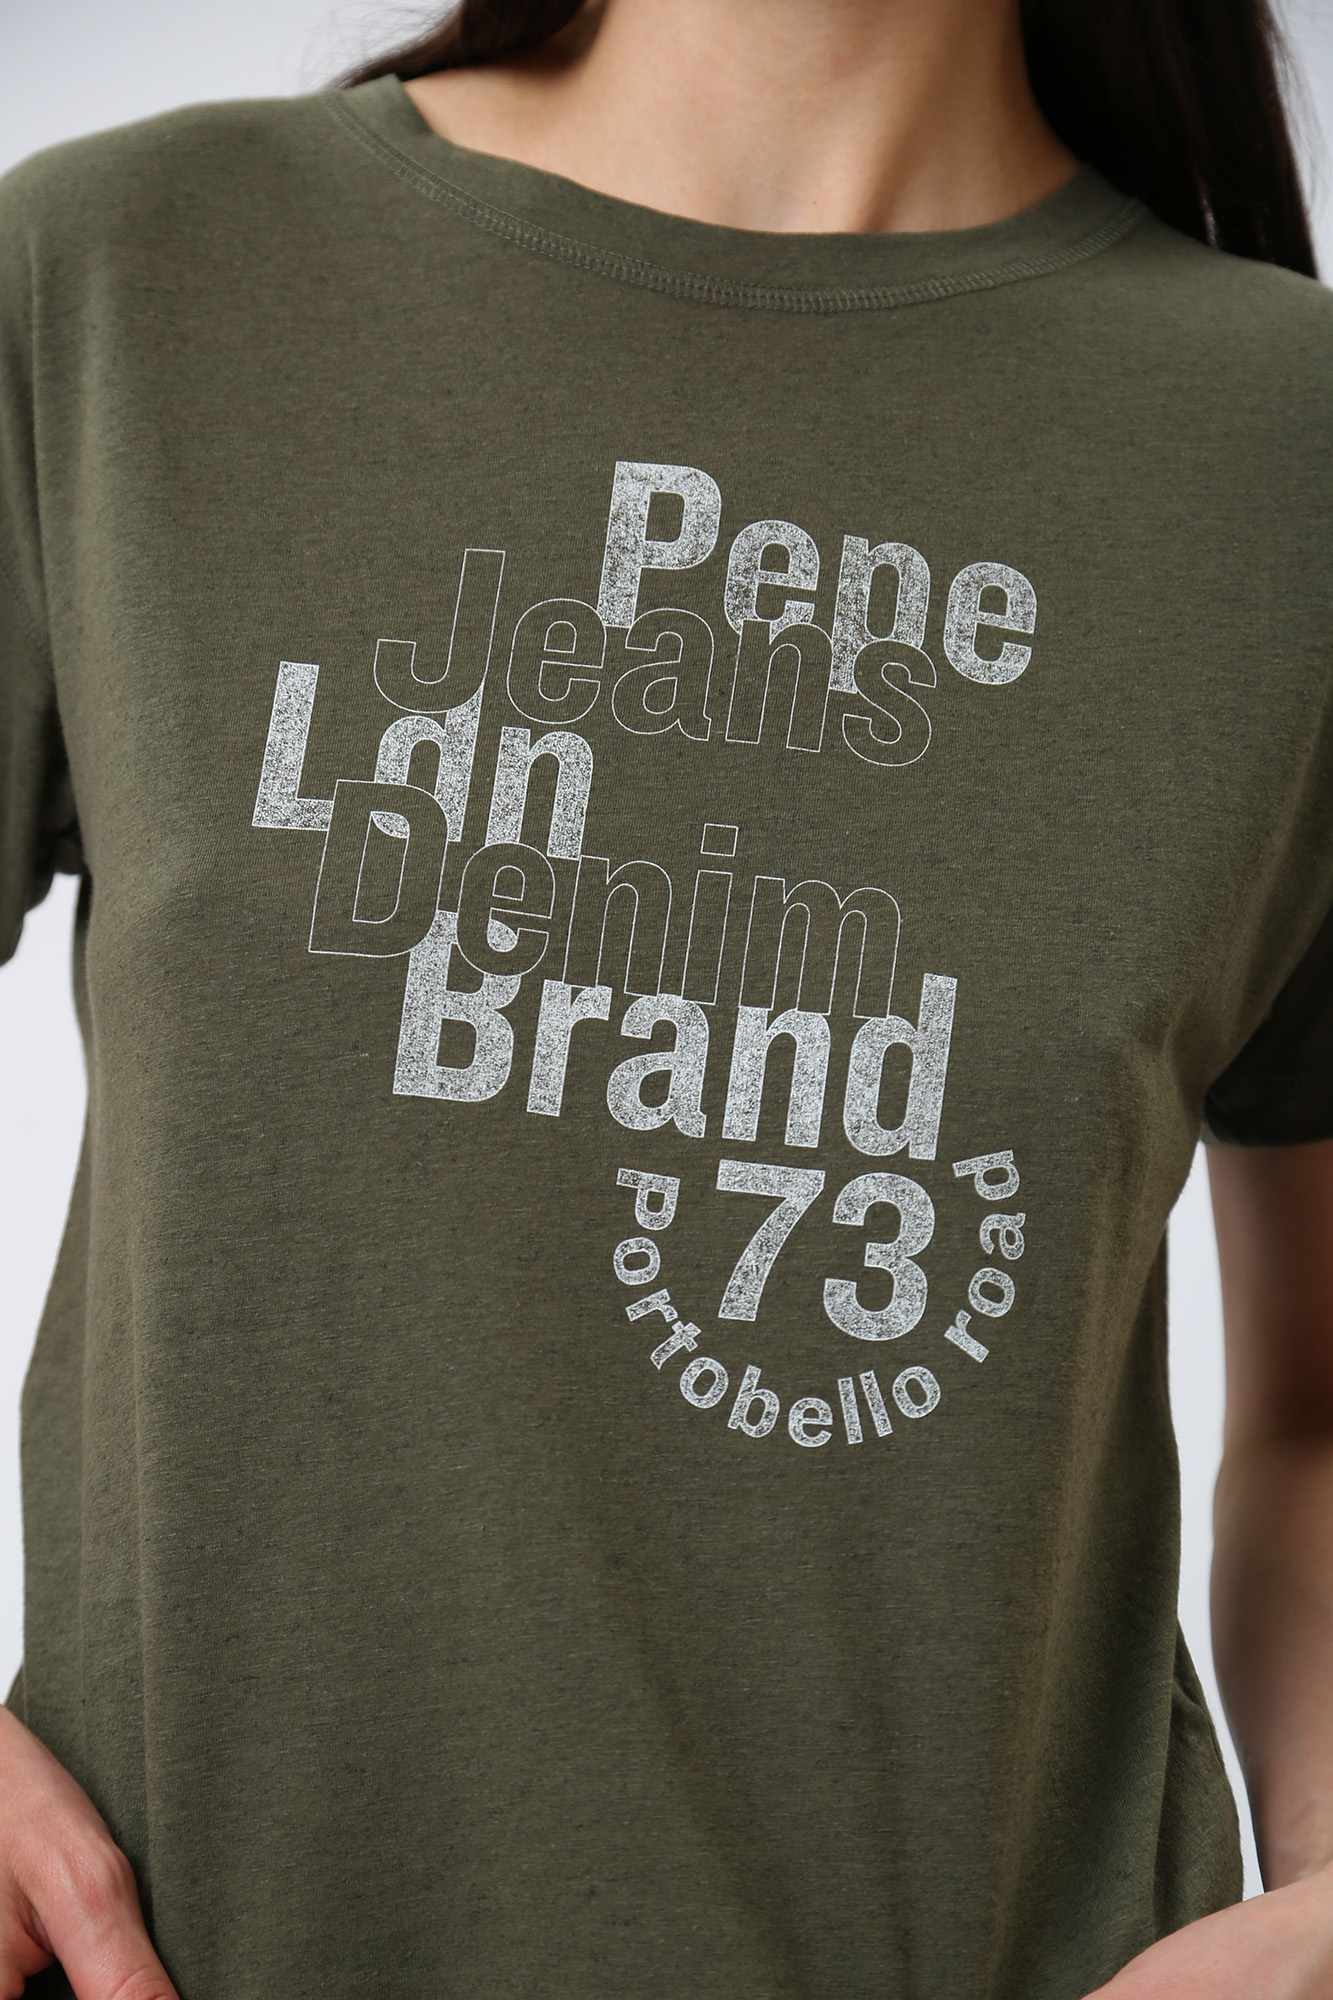 Pepe
Jeans
Ldn
Denim
Brand
73
Portobello road